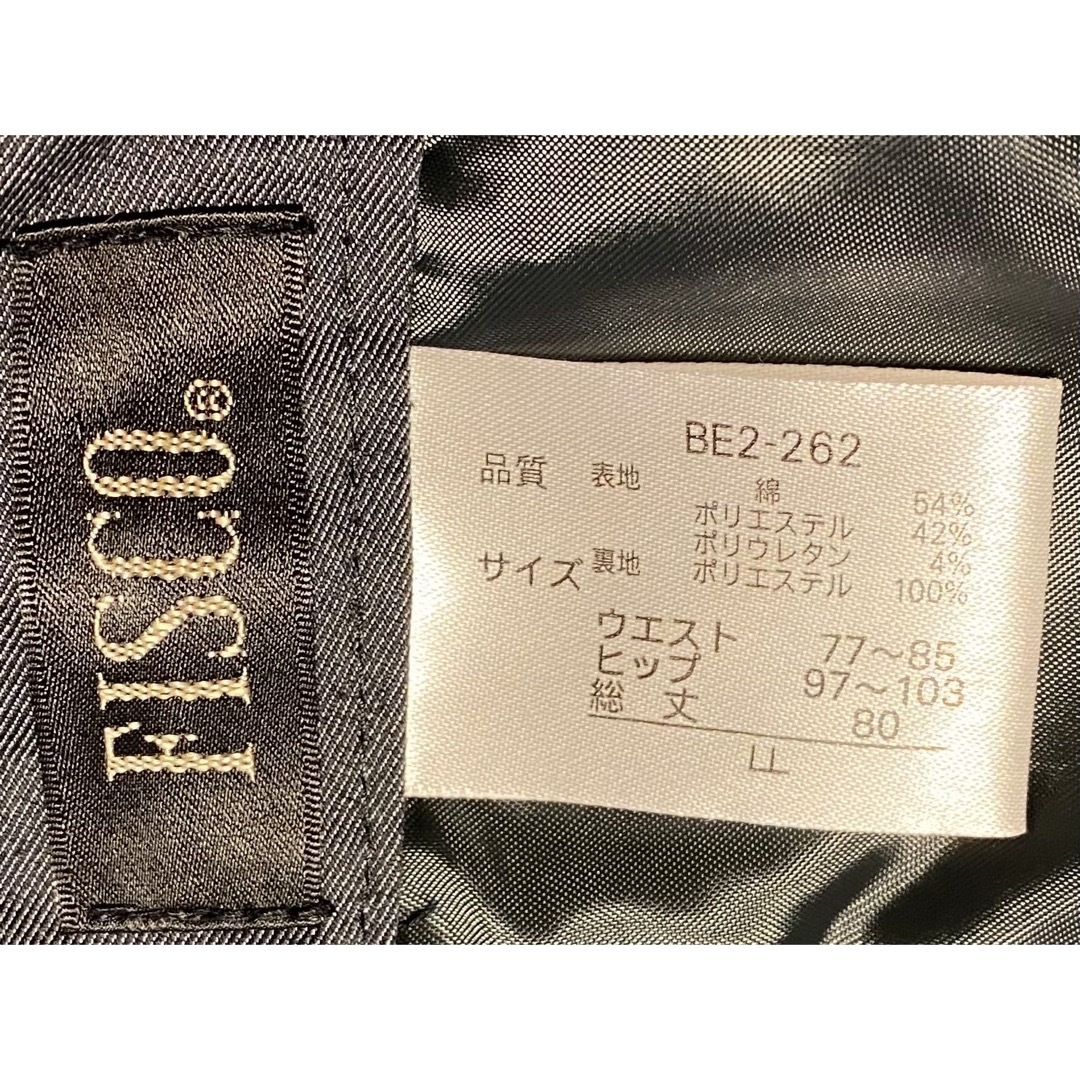 FISCO®
BE2-262
品質 表地 綿 54%
ポリエステル 42%
ポリウレタン 4%
サイズ 裏地 ポリエステル 100%
ウエスト 77～85
ヒップ 97～103
総丈 80
LL